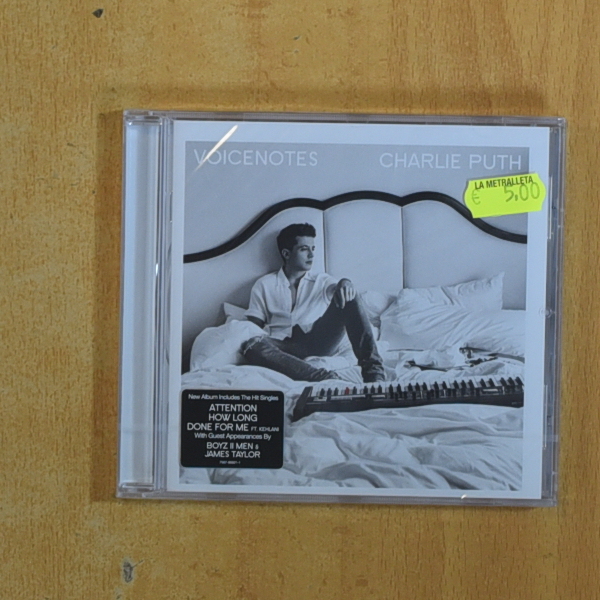 VOICENOTES
CHARLIE PUTH
LA METRALLETA
€ 5,00
New Album Includes The Hit Singles
ATTENTION
HOW LONG
DONE FOR ME FT. KEHLANI
With Guest Appearances By
BOYZ II MEN &
JAMES TAYLOR